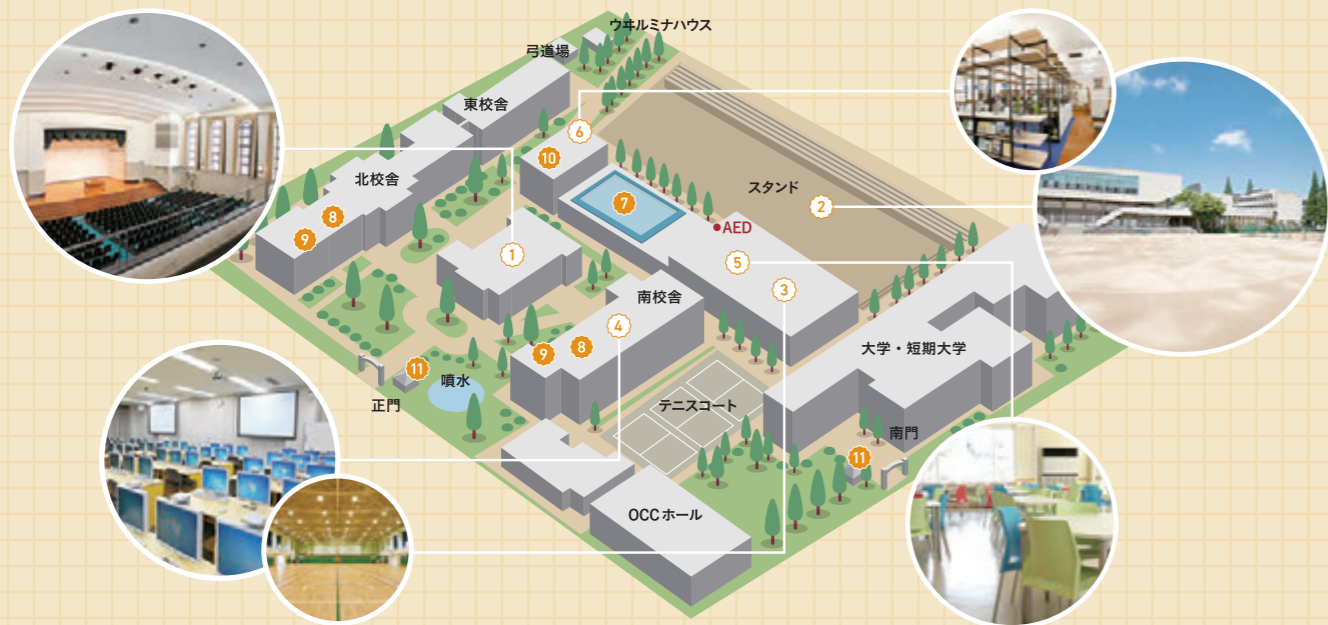 ウヰルミナハウス
弓道場
東校舎
6
10
北校舎
スタンド
7
2
8
9
AED
1
5
3
南校舎
4
9
8
大学・短期大学
11
噴水
正門
テニスコート
南門
11
OCCホール